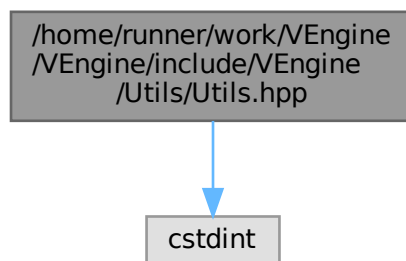 /home/runner/work/VEngine
/VEngine/include/VEngine
/Utils/Utils.hpp
cstdint